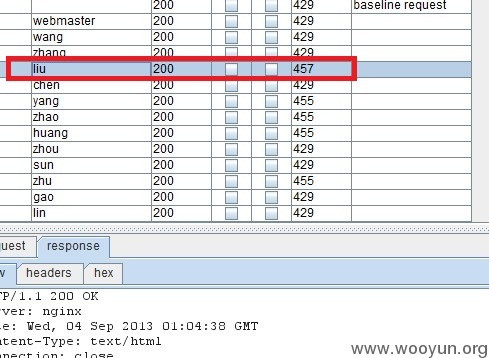 200 429 baseline request
webmaster 200 429
wang 200 429
zhang 200 429
liu 200 457
chen 200 429
yang 200 455
zhao 200 455
huang 200 455
zhou 200 429
sun 200 429
zhu 200 455
gao 200 429
lin 200 429
quest response
w headers hex
TP/1.1 200 OK
rver: nginx
te: Wed, 04 Sep 2013 01:04:38 GMT
ntent-Type: text/html
nnection: close
www.wooyun.org